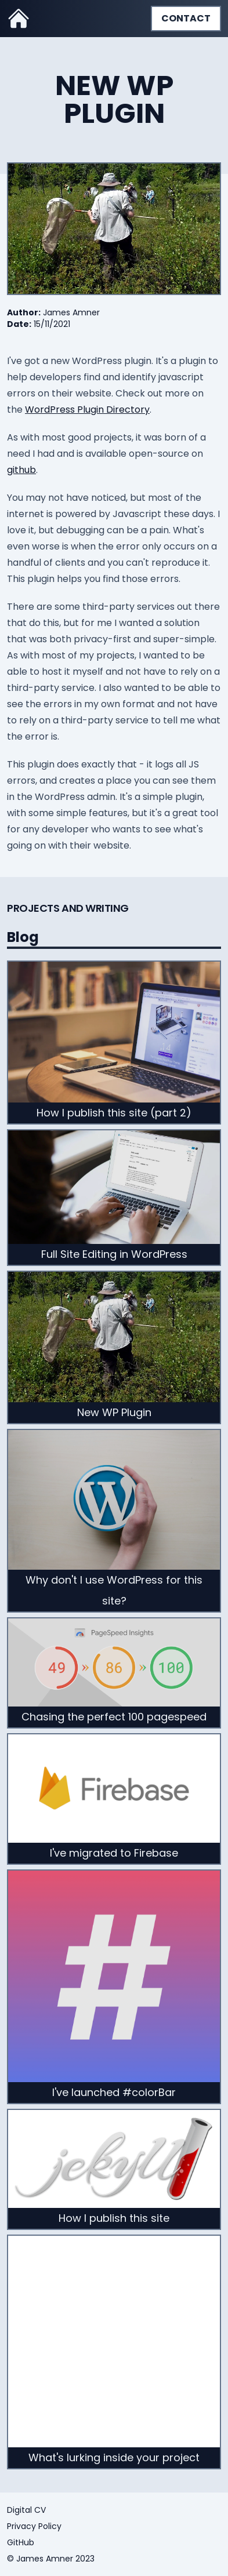 CONTACT
NEW WP
PLUGIN
Author: James Amner
Date: 15/11/2021
I've got a new WordPress plugin. It's a plugin to
help developers find and identify javascript
errors on their website. Check out more on
the WordPress Plugin Directory.
As with most good projects, it was born of a
need I had and is available open-source on
github.
You may not have noticed, but most of the
internet is powered by Javascript these days. I
love it, but debugging can be a pain. What's
even worse is when the error only occurs on a
handful of clients and you can't reproduce it.
This plugin helps you find those errors.
There are some third-party services out there
that do this, but for me I wanted a solution
that was both privacy-first and super-simple.
As with most of my projects, I wanted to be
able to host it myself and not have to rely on a
third-party service. I also wanted to be able to
see the errors in my own format and not have
to rely on a third-party service to tell me what
the error is.
This plugin does exactly that - it logs all JS
errors, and creates a place you can see them
in the WordPress admin. It's a simple plugin,
with some simple features, but it's a great tool
for any developer who wants to see what's
going on with their website.
PROJECTS AND WRITING
Blog
How I publish this site (part 2)
Full Site Editing in WordPress
New WP Plugin
Why don't I use WordPress for this
site?
PageSpeed Insights
49 » 86 » 100
Chasing the perfect 100 pagespeed
Firebase
I've migrated to Firebase
#
I've launched #colorBar
jekyll
How I publish this site
What's lurking inside your project
Digital CV
Privacy Policy
GitHub
© James Amner 2023